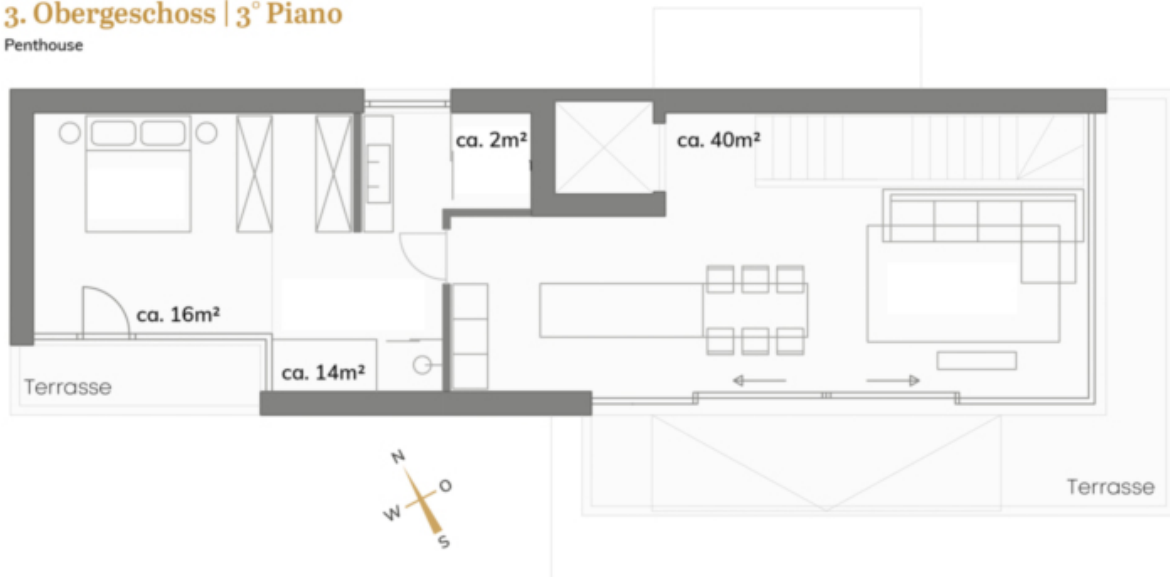 3. Obergeschoss | 3° Piano
Penthouse
ca. 2m²
ca. 40m²
ca. 16m²
ca. 14m²
Terrasse
N
O
W
S
Terrasse